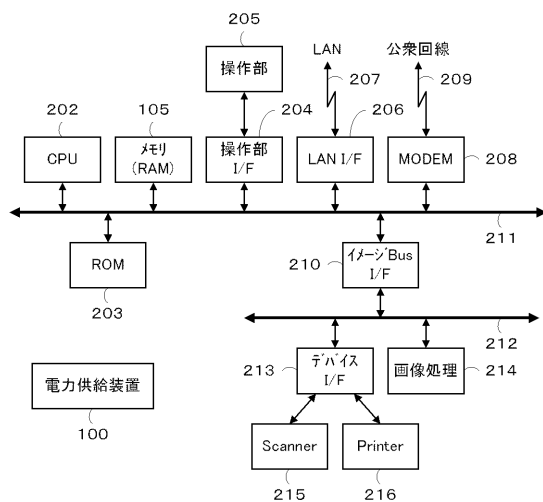 205
LAN
公衆回線
操作部
207
209
202
105
204
206
CPU
メモリ
(RAM)
操作部
I/F
LAN I/F
MODEM
208
211
ROM
203
210
イメージBus
I/F
212
213
デバイス
I/F
画像処理
214
電力供給装置
100
Scanner
Printer
215
216